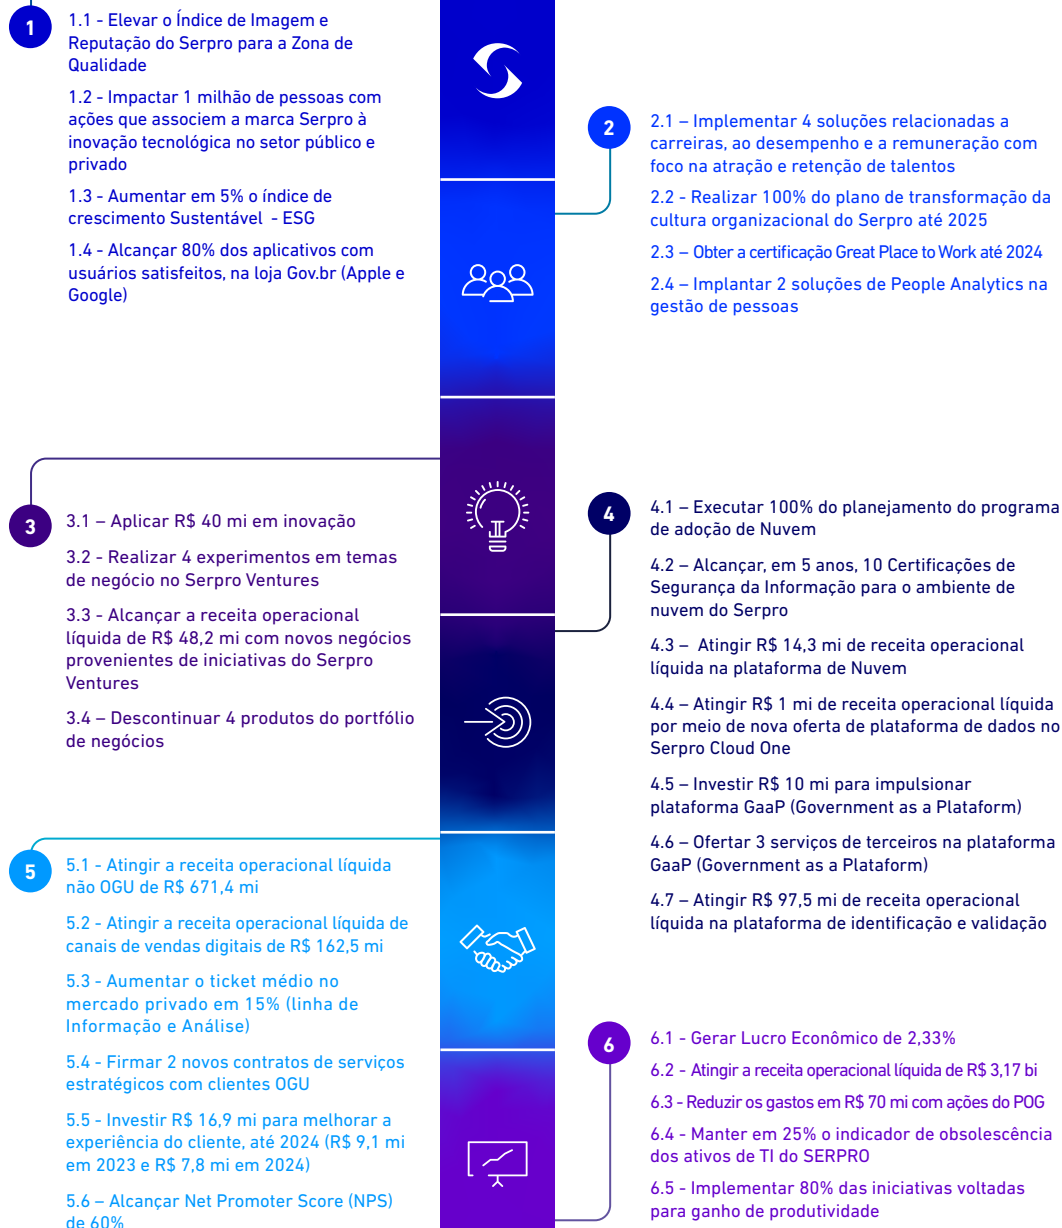 1
1.1 - Elevar o Índice de Imagem e
Reputação do Serpro para a Zona de
Qualidade
1.2 - Impactar 1 milhão de pessoas com
ações que associem a marca Serpro à
inovação tecnológica no setor público e
privado
1.3 - Aumentar em 5% o índice de
crescimento Sustentável - ESG
1.4 - Alcançar 80% dos aplicativos com
usuários satisfeitos, na loja Gov.br (Apple e
Google)
2
2.1 – Implementar 4 soluções relacionadas a
carreiras, ao desempenho e a remuneração com
foco na atração e retenção de talentos
2.2 - Realizar 100% do plano de transformação da
cultura organizacional do Serpro até 2025
2.3 – Obter a certificação Great Place to Work até 2024
2.4 – Implantar 2 soluções de People Analytics na
gestão de pessoas
3
3.1 – Aplicar R$ 40 mi em inovação
3.2 - Realizar 4 experimentos em temas
de negócio no Serpro Ventures
3.3 - Alcançar a receita operacional
líquida de R$ 48,2 mi com novos negócios
provenientes de iniciativas do Serpro
Ventures
3.4 – Descontinuar 4 produtos do portfólio
de negócios
4
4.1 – Executar 100% do planejamento do programa
de adoção de Nuvem
4.2 – Alcançar, em 5 anos, 10 Certificações de
Segurança da Informação para o ambiente de
nuvem do Serpro
4.3 – Atingir R$ 14,3 mi de receita operacional
líquida na plataforma de Nuvem
4.4 – Atingir R$ 1 mi de receita operacional líquida
por meio de nova oferta de plataforma de dados no
Serpro Cloud One
4.5 – Investir R$ 10 mi para impulsionar
plataforma GaaP (Government as a Plataform)
4.6 – Ofertar 3 serviços de terceiros na plataforma
GaaP (Government as a Plataform)
4.7 – Atingir R$ 97,5 mi de receita operacional
líquida na plataforma de identificação e validação
5
5.1 - Atingir a receita operacional líquida
não OGU de R$ 671,4 mi
5.2 - Atingir a receita operacional líquida de
canais de vendas digitais de R$ 162,5 mi
5.3 - Aumentar o ticket médio no
mercado privado em 15% (linha de
Informação e Análise)
5.4 - Firmar 2 novos contratos de serviços
estratégicos com clientes OGU
5.5 - Investir R$ 16,9 mi para melhorar a
experiência do cliente, até 2024 (R$ 9,1 mi
em 2023 e R$ 7,8 mi em 2024)
5.6 – Alcançar Net Promoter Score (NPS)
de 60%
6
6.1 - Gerar Lucro Econômico de 2,33%
6.2 - Atingir a receita operacional líquida de R$ 3,17 bi
6.3 - Reduzir os gastos em R$ 70 mi com ações do POG
6.4 - Manter em 25% o indicador de obsolescência
dos ativos de TI do SERPRO
6.5 - Implementar 80% das iniciativas voltadas
para ganho de produtividade